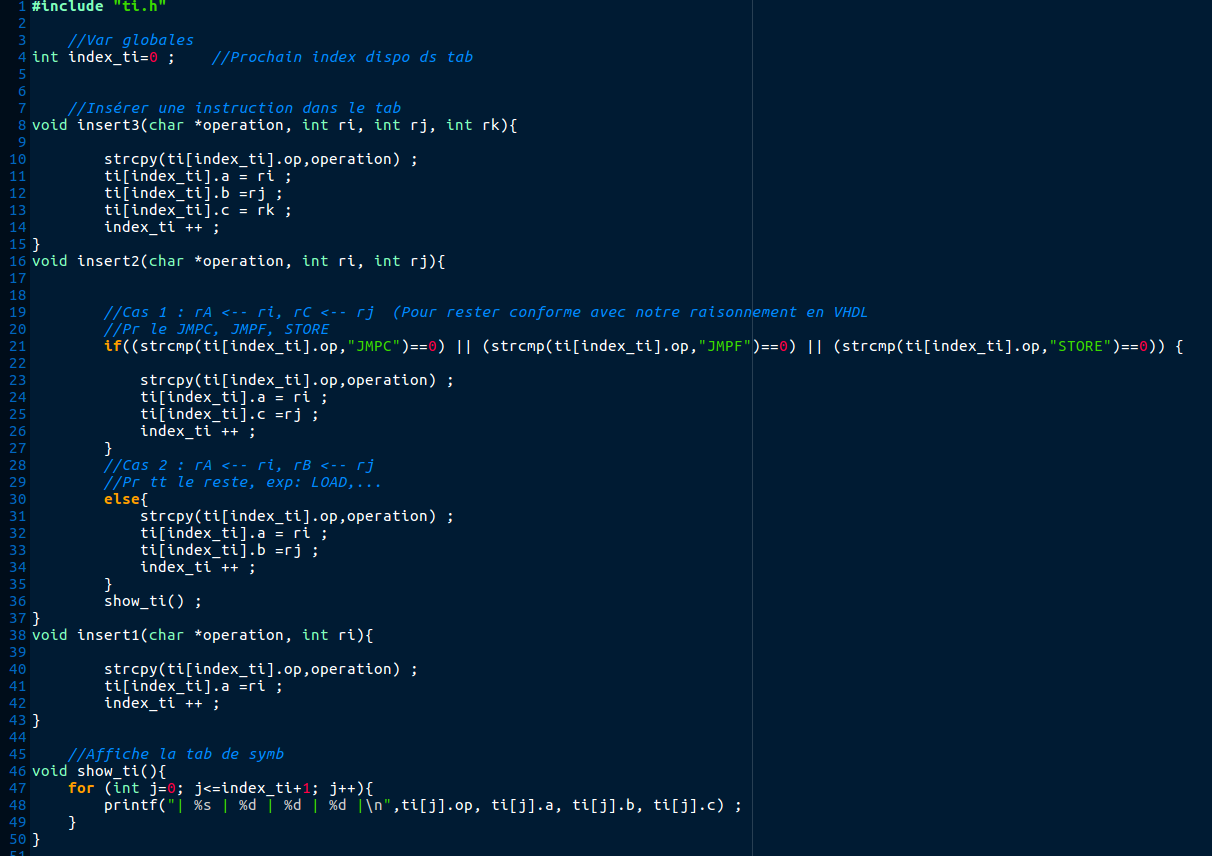 1 #include "ti.h"
2
3 //Var globales
4 int index_ti=0 ; //Prochain index dispo ds tab
5
6
7 //Insérer une instruction dans le tab
8 void insert3(char *operation, int ri, int rj, int rk){
9
10 strcpy(ti[index_ti].op,operation) ;
11 ti[index_ti].a = ri ;
12 ti[index_ti].b =rj ;
13 ti[index_ti].c = rk ;
14 index_ti ++ ;
15 }
16 void insert2(char *operation, int ri, int rj){
17
18
19 //Cas 1 : rA <-- ri, rC <-- rj (Pour rester conforme avec notre raisonnement en VHDL
20 //Pr le JMPC, JMPF, STORE
21 if((strcmp(ti[index_ti].op,"JMPC")==0) || (strcmp(ti[index_ti].op,"JMPF")==0) || (strcmp(ti[index_ti].op,"STORE")==0)) {
22
23 strcpy(ti[index_ti].op,operation) ;
24 ti[index_ti].a = ri ;
25 ti[index_ti].c =rj ;
26 index_ti ++ ;
27 }
28 //Cas 2 : rA <-- ri, rB <-- rj
29 //Pr tt le reste, exp: LOAD,...
30 else{
31 strcpy(ti[index_ti].op,operation) ;
32 ti[index_ti].a = ri ;
33 ti[index_ti].b =rj ;
34 index_ti ++ ;
35 }
36 show_ti() ;
37 }
38 void insert1(char *operation, int ri){
39
40 strcpy(ti[index_ti].op,operation) ;
41 ti[index_ti].a =ri ;
42 index_ti ++ ;
43 }
44
45 //Affiche la tab de symb
46 void show_ti(){
47 for (int j=0; j<=index_ti+1; j++){
48 printf("| %s | %d | %d | %d |\n",ti[j].op, ti[j].a, ti[j].b, ti[j].c) ;
49 }
50 }
51